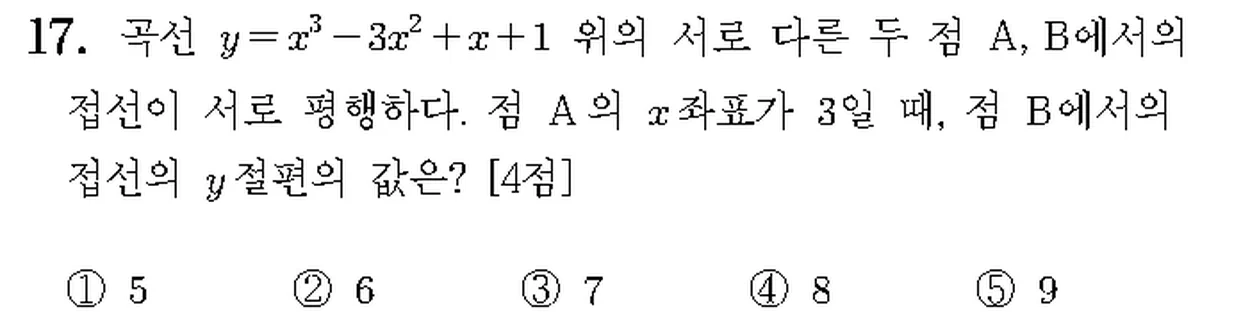 17. 곡선 y=x³-3x²+x+1 위의 서로 다른 두 점 A, B에서의
접선이 서로 평행하다. 점 A의 x좌표가 3일 때, 점 B에서의
접선의 y절편의 값은? [4점]
① 5 ② 6 ③ 7 ④ 8 ⑤ 9